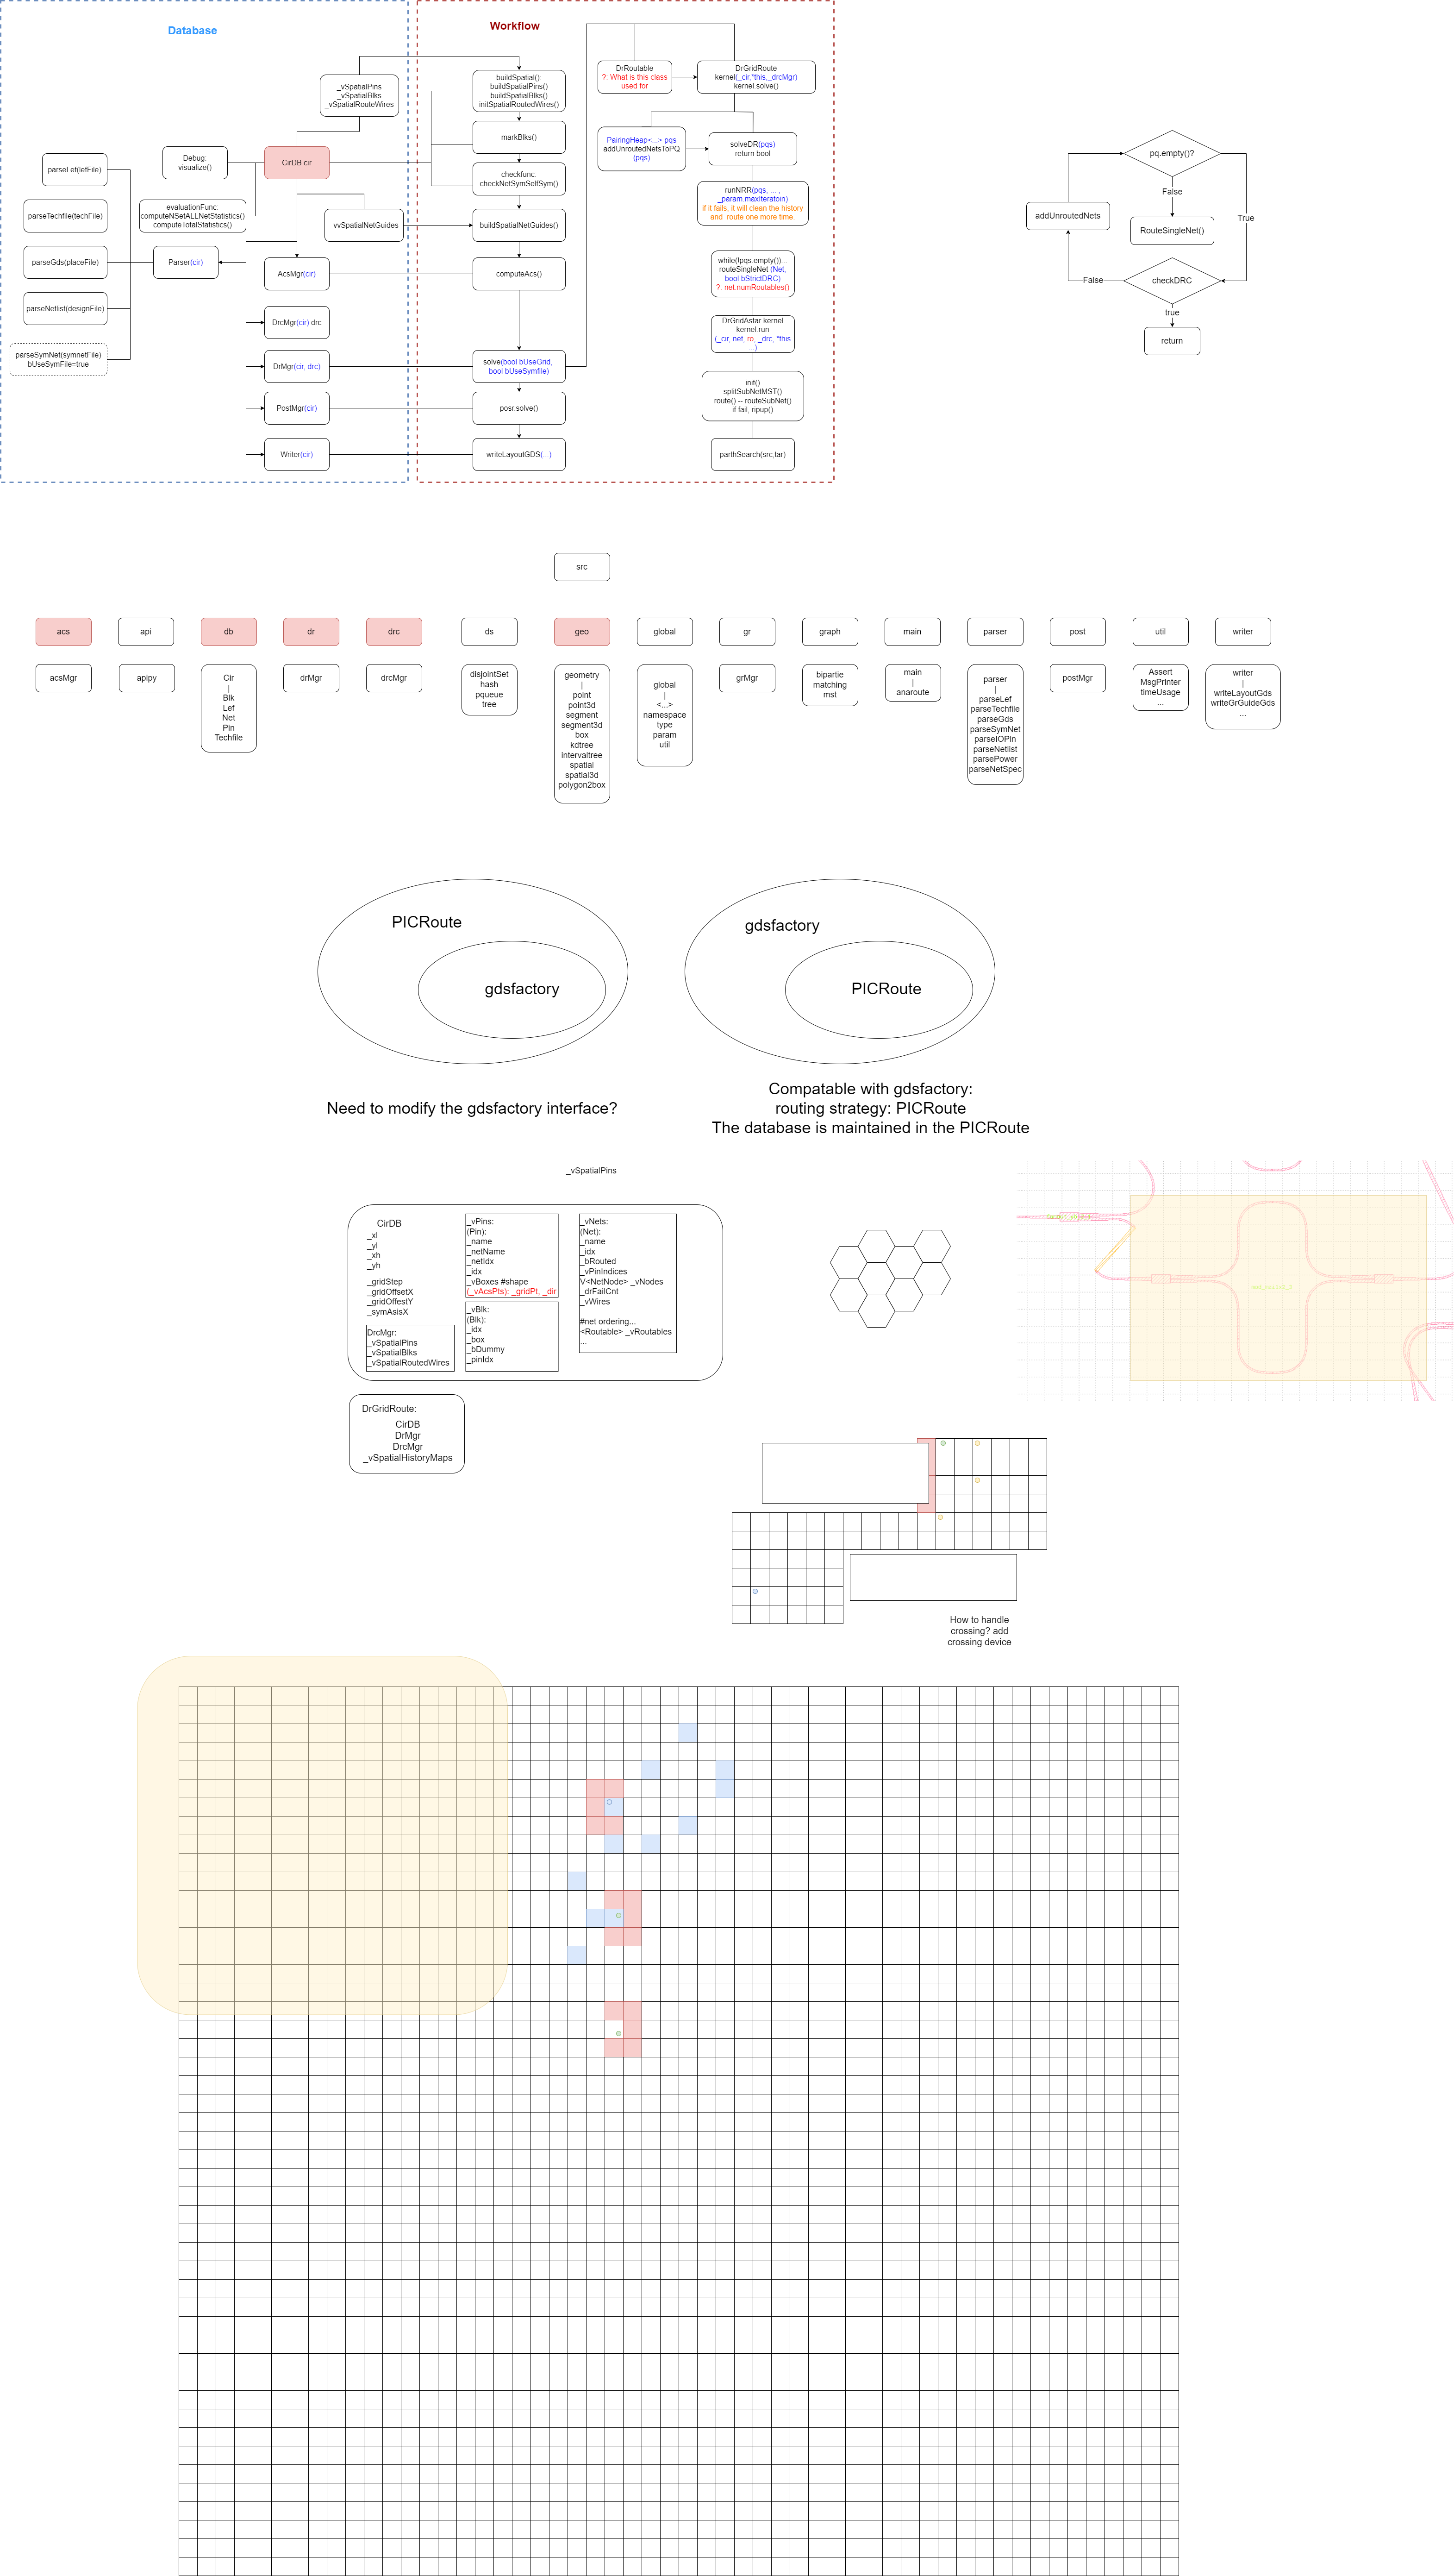 Database
Workflow
_vSpatialPins
_vSpatialBlks
_vSpatialRouteWires
Debug:
visualize()
CirDB cir
evaluationFunc:
computeNSetALLNetStatistics()
computeTotalStatistics()
_vvSpatialNetGuides
parseLef(lefFile)
parseTechfile(techFile)
parseGds(placeFile)
parseNetlist(designFile)
parseSymNet(symnetFile)
bUseSymFile=true
Parser(cir)
AcsMgr(cir)
DrcMgr(cir) drc
DrMgr(cir, drc)
PostMgr(cir)
Writer(cir)
buildSpatial():
buildSpatialPins()
buildSpatialBlks()
initSpatialRoutedWires()
markBlks()
checkfunc:
checkNetSymSelfSym()
buildSpatialNetGuides()
computeAcs()
solve(bool bUseGrid,
bool bUseSymfile)
posr.solve()
writeLayoutGDS(...)
DrRoutable
?: What is this class
used for
DrGridRoute
kernel(_cir,*this,_drcMgr)
kernel.solve()
PairingHeap<...> pqs
addUnroutedNetsToPQ
(pqs)
solveDR(pqs)
return bool
runNRR(pqs, ... ,
_param.maxIteratoin)
if it fails, it will clean the history
and route one more time.
while(!pqs.empty())...
routeSingleNet (Net,
bool bStrictDRC)
?: net.numRoutables()
DrGridAstar kernel
kernel.run
(_cir, net, ro, _drc, *this
...)
init()
splitSubNetMST()
route() -- routeSubNet()
if fail, ripup()
parthSearch(src,tar)
pq.empty()?
False
True
addUnroutedNets
RouteSingleNet()
checkDRC
False
true
return
src
acs
api
db
dr
drc
ds
geo
global
gr
graph
main
parser
post
util
writer
acsMgr
apipy
Cir
|
Blk
Lef
Net
Pin
Techfile
drMgr
drcMgr
disjointSet
hash
pqueue
tree
geometry
|
point
point3d
segment
segment3d
box
kdtree
intervaltree
spatial
spatial3d
polygon2box
global
|
<...>
namespace
type
param
util
grMgr
bipartie
matching
mst
main
|
anaroute
parser
|
parseLef
parseTechfile
parseGds
parseSymNet
parseIOPin
parseNetlist
parsePower
parseNetSpec
postMgr
Assert
MsgPrinter
timeUsage
...
writer
|
writeLayoutGds
writeGrGuideGds
...
PICRoute
gdsfactory
gdsfactory
PICRoute
Need to modify the gdsfactory interface?
Compatable with gdsfactory:
routing strategy: PICRoute
The database is maintained in the PICRoute
_vSpatialPins
CirDB
_xl
_yl
_xh
_yh
_gridStep
_gridOffsetX
_gridOffestY
_symAsisX
DrcMgr:
_vSpatialPins
_vSpatialBlks
_vSpatialRoutedWires
_vPins:
(Pin):
_name
_netName
_netIdx
_idx
_vBoxes #shape
(_vAcsPts): _gridPt, _dir
_vBlk:
(Blk):
_idx
_box
_bDummy
_pinIdx
_vNets:
(Net):
_name
_idx
_bRouted
_vPinIndices
V<NetNode> _vNodes
_drFailCnt
_vWires
#net ordering...
<Routable> _vRoutables
...
DrGridRoute:
CirDB
DrMgr
DrcMgr
_vSpatialHistoryMaps
How to handle
crossing? add
crossing device